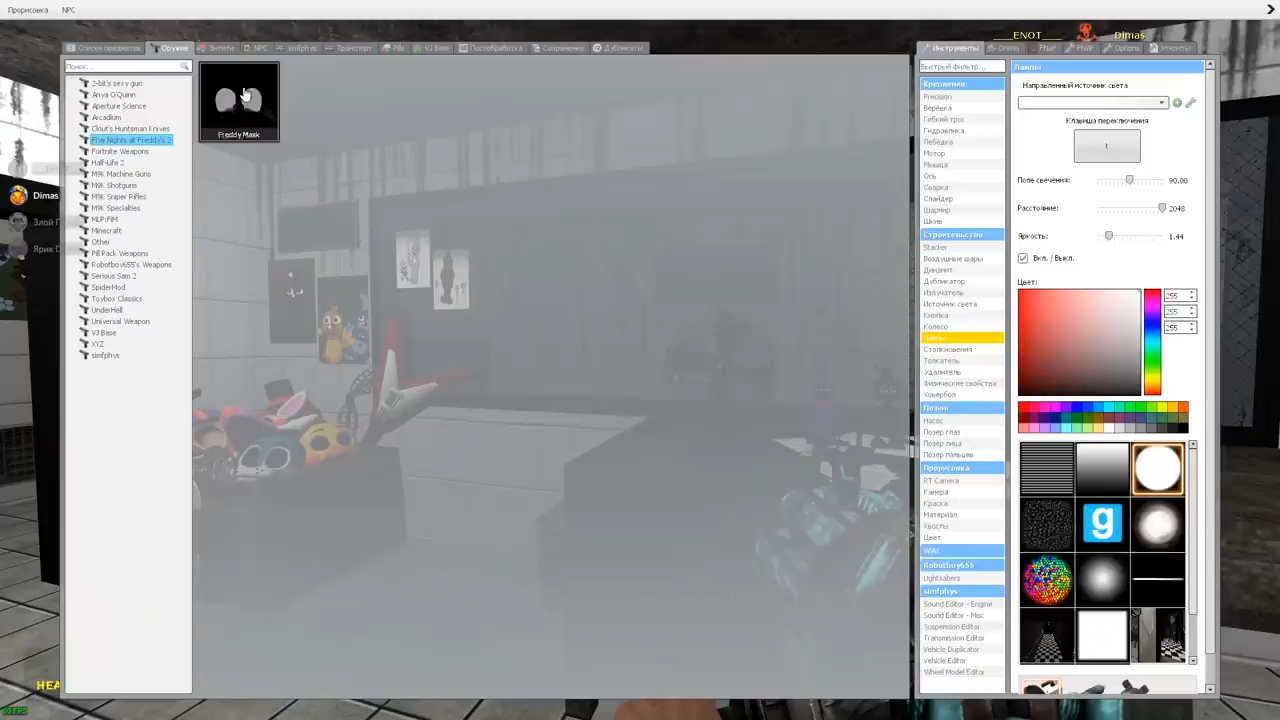 Прорисовка NPC
ENOT Dimas
Списки предметов Оружие Энтити NPC simfphys Транспорт Pills VJ Base Постобработка Сохранения Дубликаты
Инструменты Options Утилиты
Поиск...
2-bit's sexy gun
Anya O'Quinn
Aperture Science
Arcadium
Clout's Huntsman Knives
Five Nights at Freddy's 2
Fortnite Weapons
Half-Life 2
M9k Machine Guns
M9k Shotguns
M9k Sniper Rifles
M9k Specialties
MLP:FiM
Minecraft
Other
Pill Pack Weapons
Robotboy655's Weapons
Serious Sam 2
SpiderMod
Toybox Classics
UnderHell
Universal Weapon
VJ Base
XYZ
simfphys
Freddy Mask
Dimas
Злой
Ярик
HEA
Быстрый фильтр...
Крепления
Precision
Верёвка
Гибкий трос
Гидравлика
Лебёдка
Мотор
Мышца
Ось
Сварка
Слайдер
Шарнир
Шкив
Строительство
Stacker
Воздушные шары
Динамит
Дубликатор
Излучатель
Источник света
Кнопка
Колесо
Лампы
Столкновения
Толкатель
Удалитель
Физические свойства
Ховербол
Позинг
Насос
Позер глаз
Позер лица
Позер пальцев
Прорисовка
RT Camera
Камера
Краска
Материал
Хвосты
Цвет
WAC
Robotboy655
Lightsabers
simfphys
Sound Editor - Engine
Sound Editor - Misc
Suspension Editor
Transmission Editor
Vehicle Duplicator
Vehicle Editor
Wheel Model Editor
Лампы
Направленный источник света
Клавиша переключения
t
Поле свечения: 90.00
Расстояние: 2048
Яркость: 1.44
Вкл. / Выкл.
Цвет:
255
255
255
g